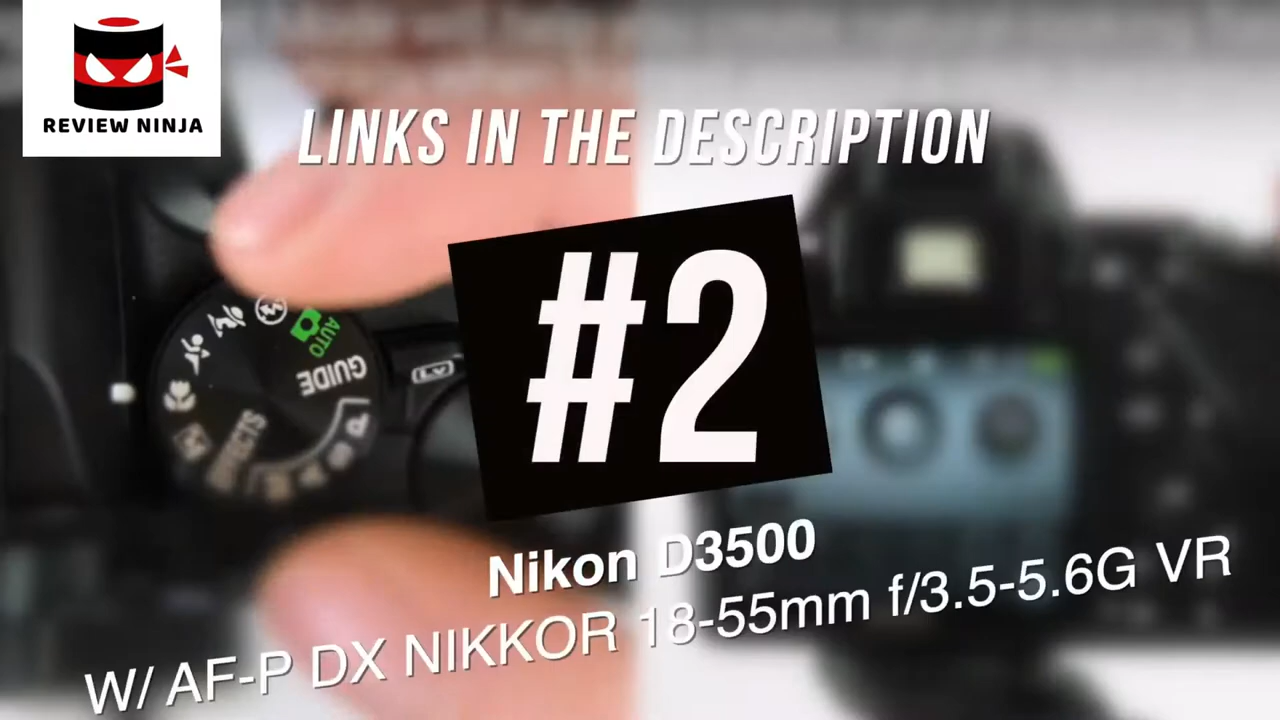 REVIEW NINJA
LINKS IN THE DESCRIPTION
#2
AUTO
GUIDE
Lv
EFFECTS
P
Nikon D3500
W/ AF-P DX NIKKOR 18-55mm f/3.5-5.6G VR